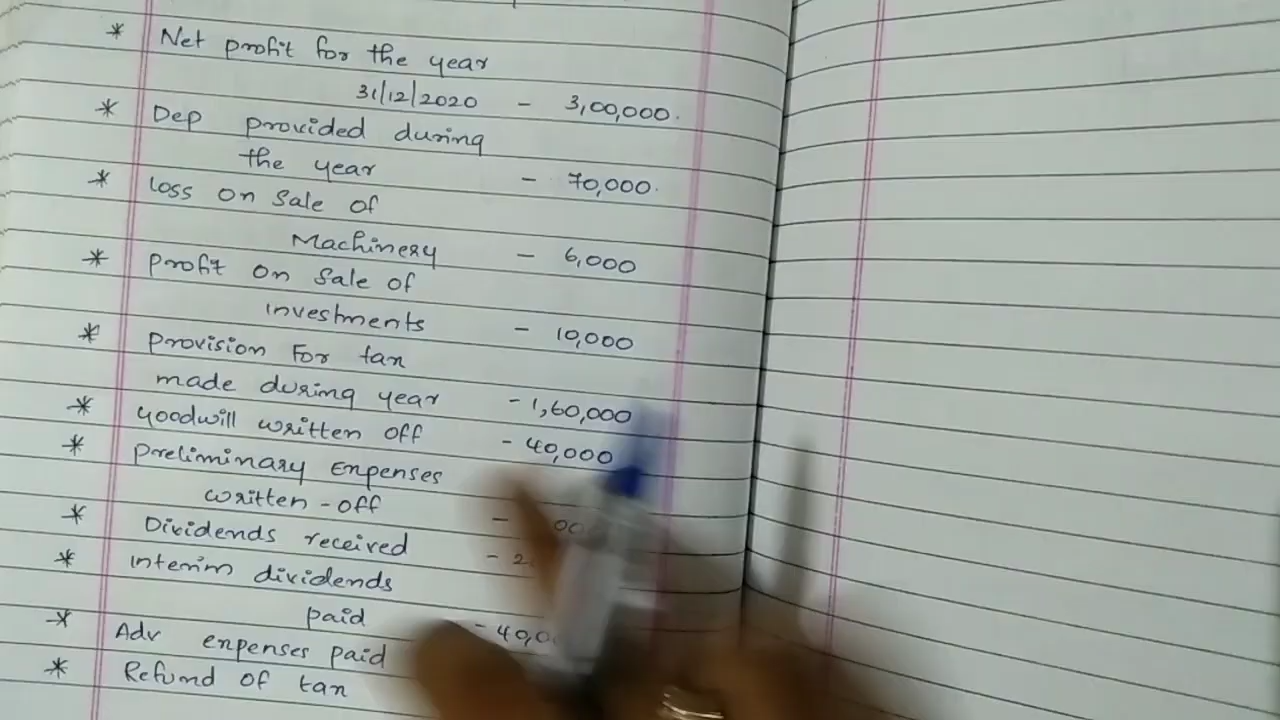 * Net profit for the year
31/12/2020 - 3,00,000.
* Dep provided during
the year - 70,000.
* Loss on Sale of
Machinery - 6,000
* Profit on Sale of
investments - 10,000
* Provision For tax
made during year - 1,60,000
* Goodwill written off - 40,000
* Preliminary Expenses
written-off -
* Dividends received -
* interim dividends
paid -
* Adv expenses paid
* Refund of tax